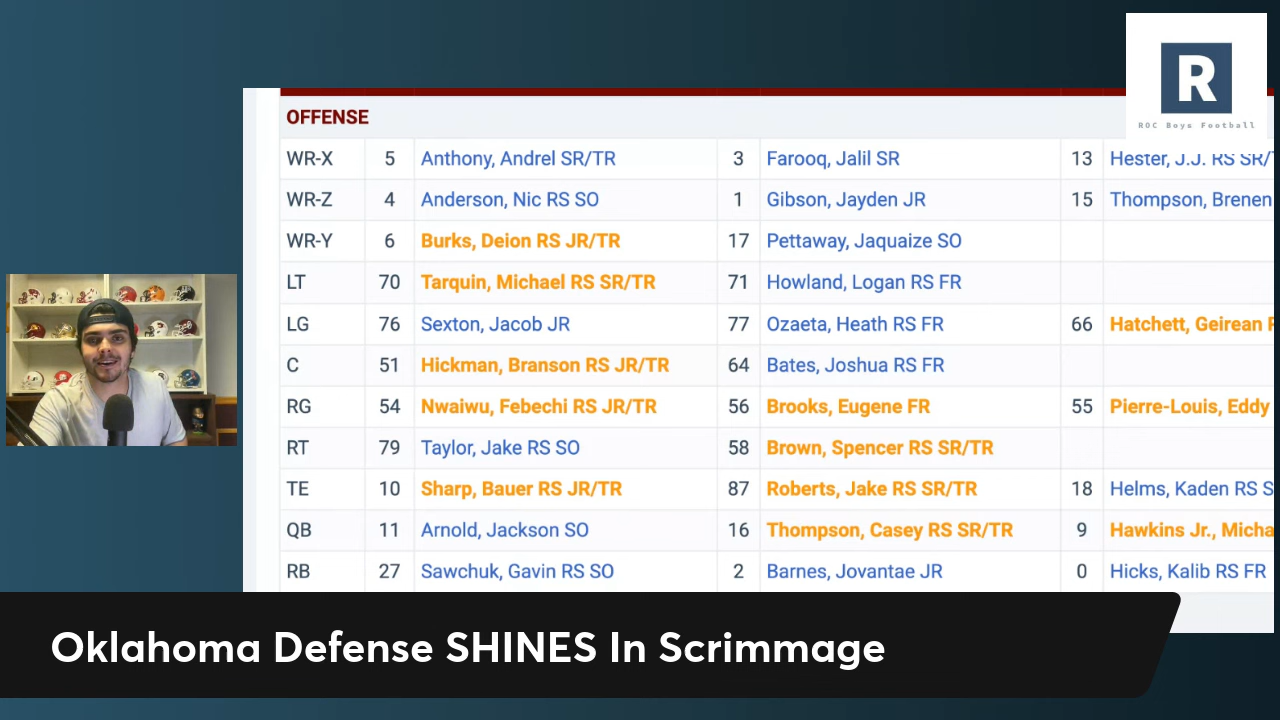 R
ROC Boys Football
OFFENSE
WR-X 5 Anthony, Andrel SR/TR 3 Farooq, Jalil SR 13 Hester, J.J. RS SR/
WR-Z 4 Anderson, Nic RS SO 1 Gibson, Jayden JR 15 Thompson, Brenen
WR-Y 6 Burks, Deion RS JR/TR 17 Pettaway, Jaquaize SO
LT 70 Tarquin, Michael RS SR/TR 71 Howland, Logan RS FR
LG 76 Sexton, Jacob JR 77 Ozaeta, Heath RS FR 66 Hatchett, Geirean
C 51 Hickman, Branson RS JR/TR 64 Bates, Joshua RS FR
RG 54 Nwaiwu, Febechi RS JR/TR 56 Brooks, Eugene FR 55 Pierre-Louis, Eddy
RT 79 Taylor, Jake RS SO 58 Brown, Spencer RS SR/TR
TE 10 Sharp, Bauer RS JR/TR 87 Roberts, Jake RS SR/TR 18 Helms, Kaden RS S
QB 11 Arnold, Jackson SO 16 Thompson, Casey RS SR/TR 9 Hawkins Jr., Micha
RB 27 Sawchuk, Gavin RS SO 2 Barnes, Jovantae JR 0 Hicks, Kalib RS FR
Oklahoma Defense SHINES In Scrimmage